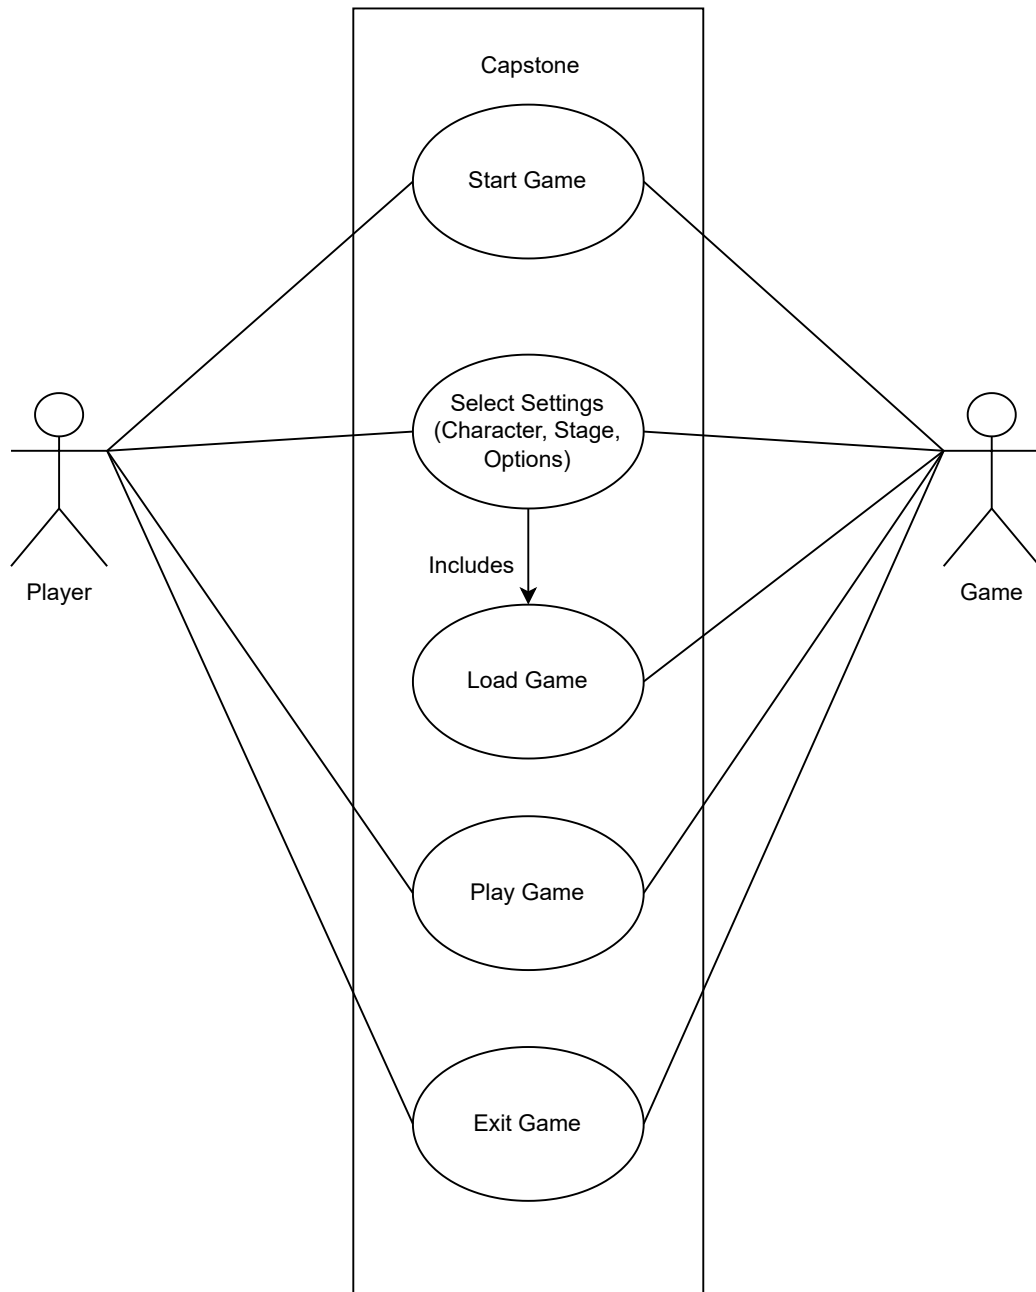 Capstone
Start Game
Select Settings
(Character, Stage,
Options)
Includes
Player
Game
Load Game
Play Game
Exit Game